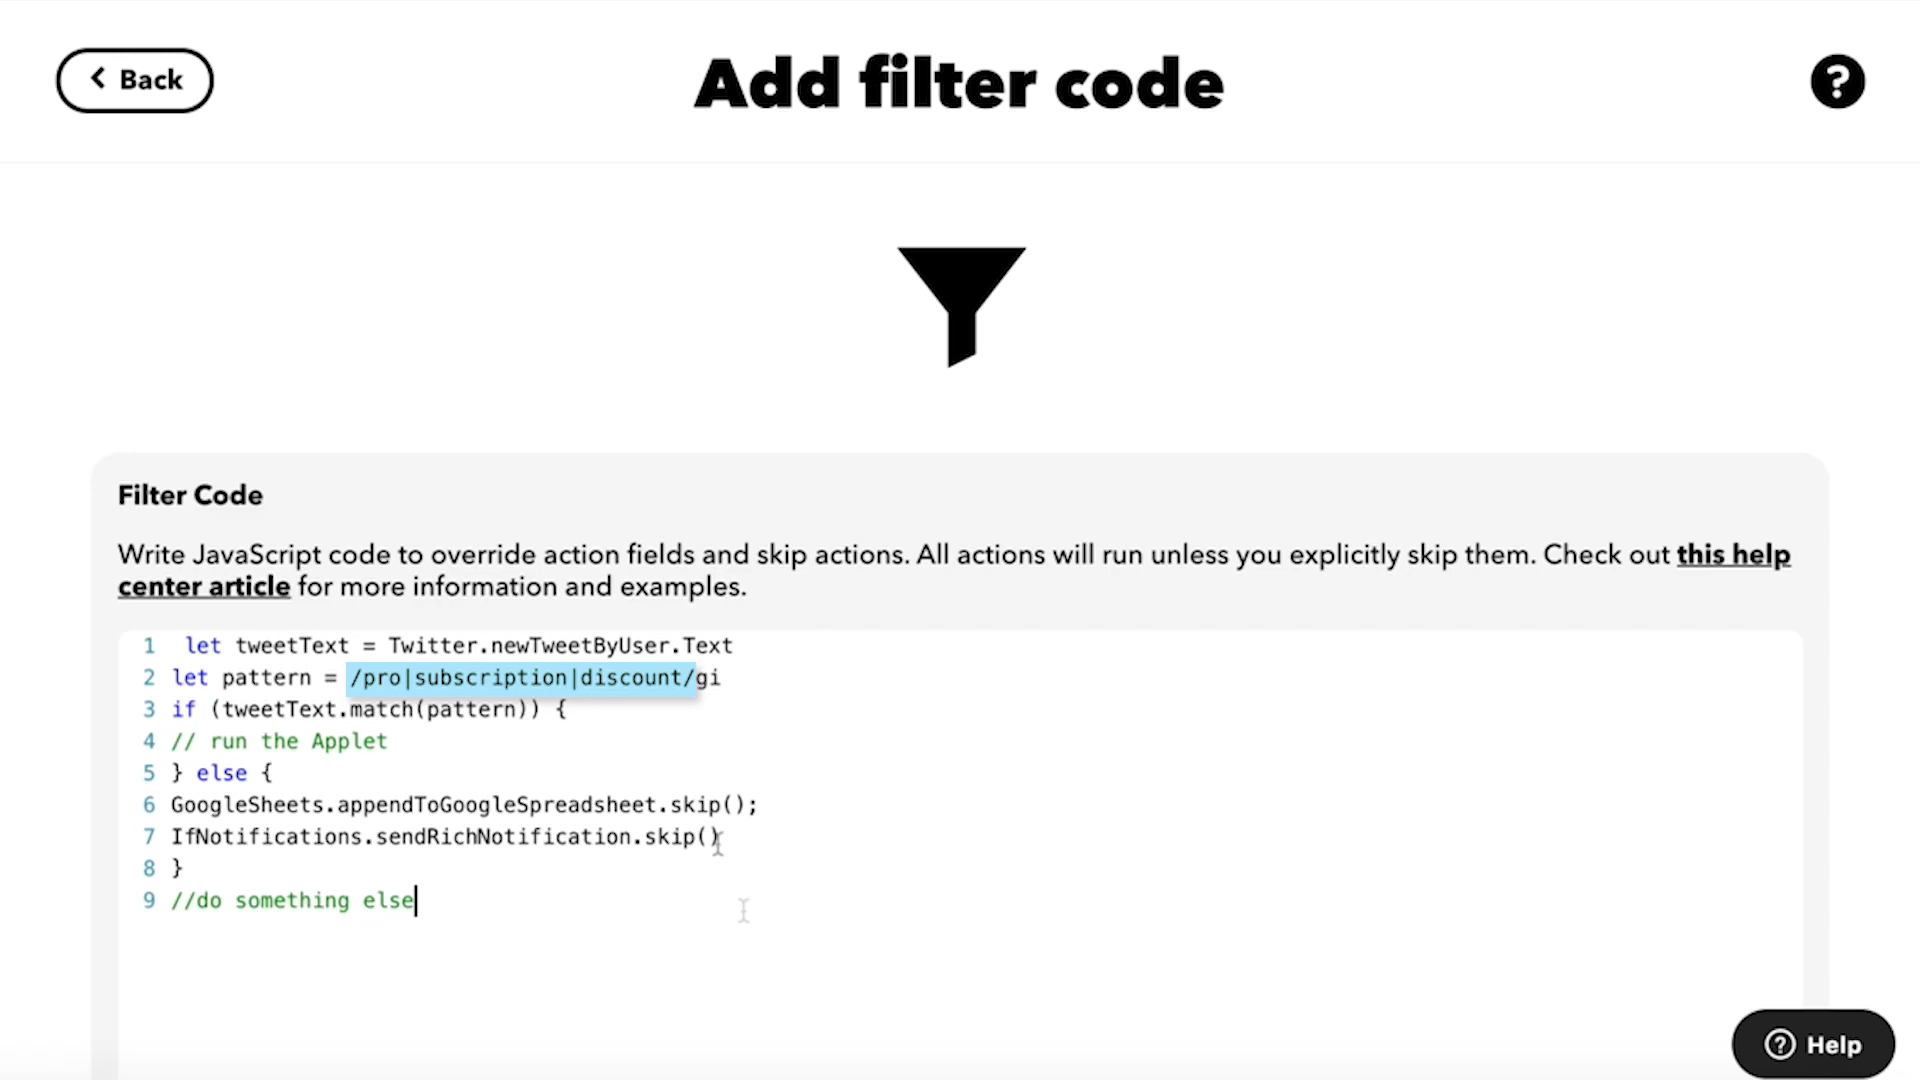 Back
Add filter code
?
Filter Code
Write JavaScript code to override action fields and skip actions. All actions will run unless you explicitly skip them. Check out this help
center article for more information and examples.
1 let tweetText = Twitter.newTweetByUser.Text
2 let pattern = /pro|subscription|discount/gi
3 if (tweetText.match(pattern)) {
4 // run the Applet
5 } else {
6 GoogleSheets.appendToGoogleSpreadsheet.skip();
7 IfNotifications.sendRichNotification.skip()
8 }
9 //do something else
? Help